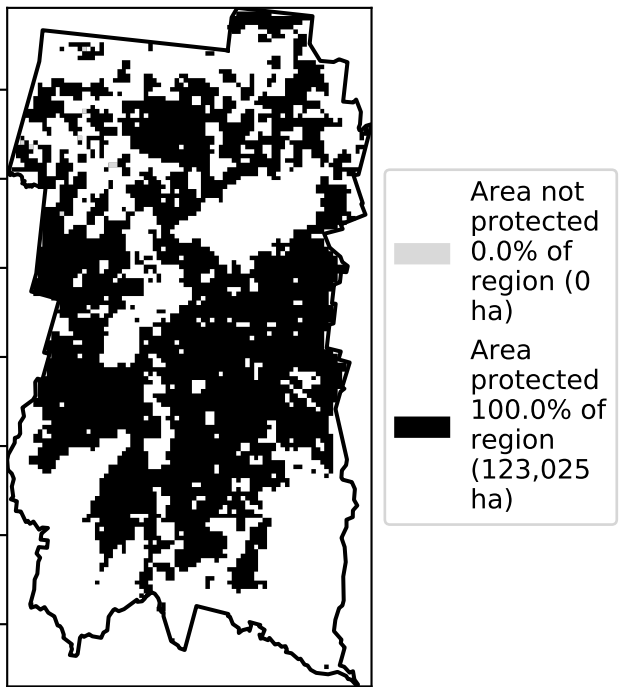 Area not
protected
0.0% of
region (0
ha)
Area
protected
100.0% of
region
(123,025
ha)